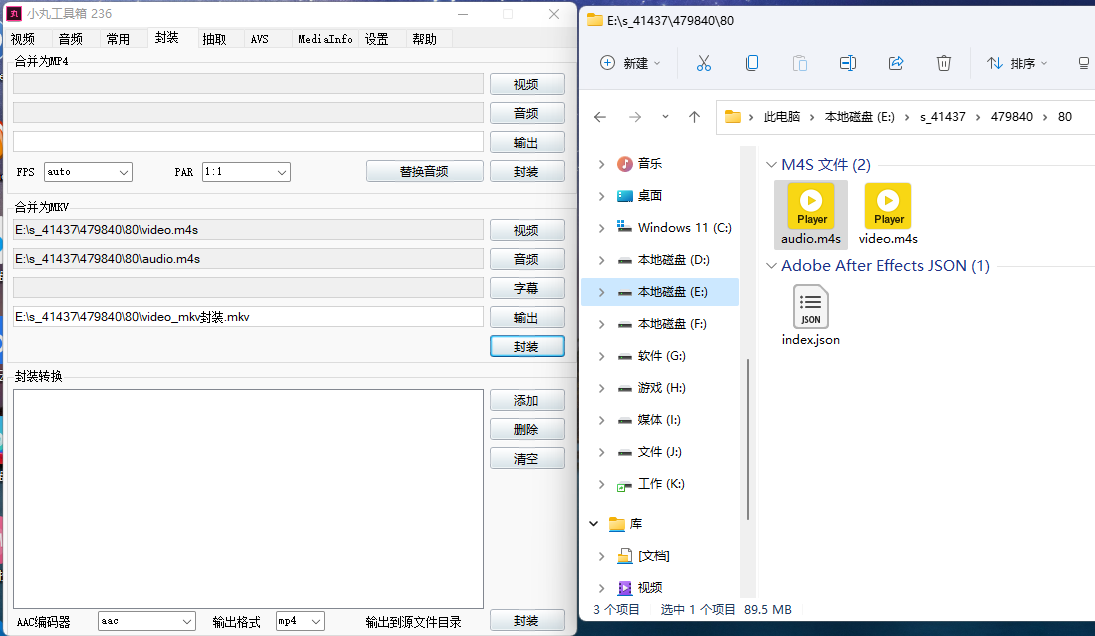 小丸工具箱 236
视频 音频 常用 封装 抽取 AVS MediaInfo 设置 帮助
合并为MP4
视频
音频
输出
FPS auto PAR 1:1 替换音频 封装
合并为MKV
E:\s_41437\479840\80\video.m4s 视频
E:\s_41437\479840\80\audio.m4s 音频
字幕
E:\s_41437\479840\80\video_mkv封装.mkv 输出
封装
封装转换
添加
删除
清空
AAC编码器 aac 输出格式 mp4 输出到源文件目录 封装
E:\s_41437\479840\80
新建 排序
此电脑 本地磁盘 (E:) s_41437 479840 80
音乐
桌面
Windows 11 (C:)
本地磁盘 (D:)
本地磁盘 (E:)
本地磁盘 (F:)
软件 (G:)
游戏 (H:)
媒体 (I:)
文件 (J:)
工作 (K:)
库
[文档]
视频
M4S 文件 (2)
Player Player
audio.m4s video.m4s
Adobe After Effects JSON (1)
JSON
index.json
3 个项目 选中 1 个项目 89.5 MB